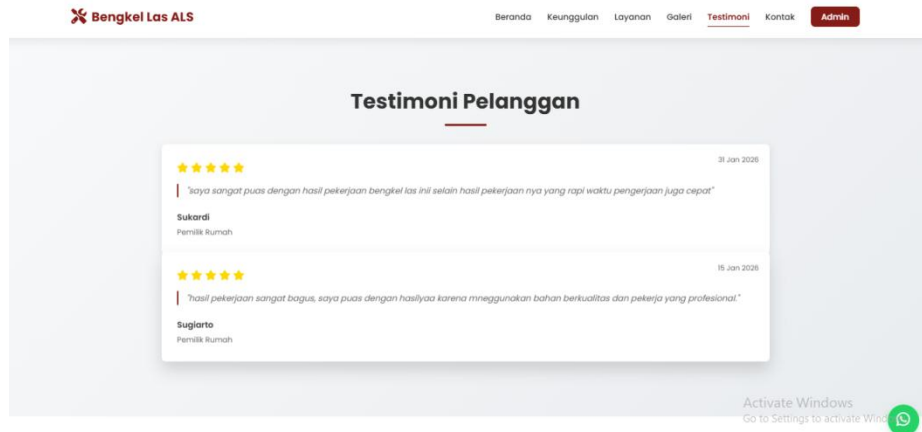 Bengkel Las ALS
Beranda Keunggulan Layanan Galeri Testimoni Kontak Admin
Testimoni Pelanggan
31 Jan 2026
"saya sangat puas dengan hasil pekerjaan bengkel las inii selain hasil pekerjaan nya yang rapi waktu pengerjaan juga cepat"
Sukardi
Pemilik Rumah
15 Jan 2026
"hasil pekerjaan sangat bagus, saya puas dengan hasilyaa karena mneggunakan bahan berkualitas dan pekerja yang profesional."
Sugiarto
Pemilik Rumah
Activate Windows
Go to Settings to activate Wind